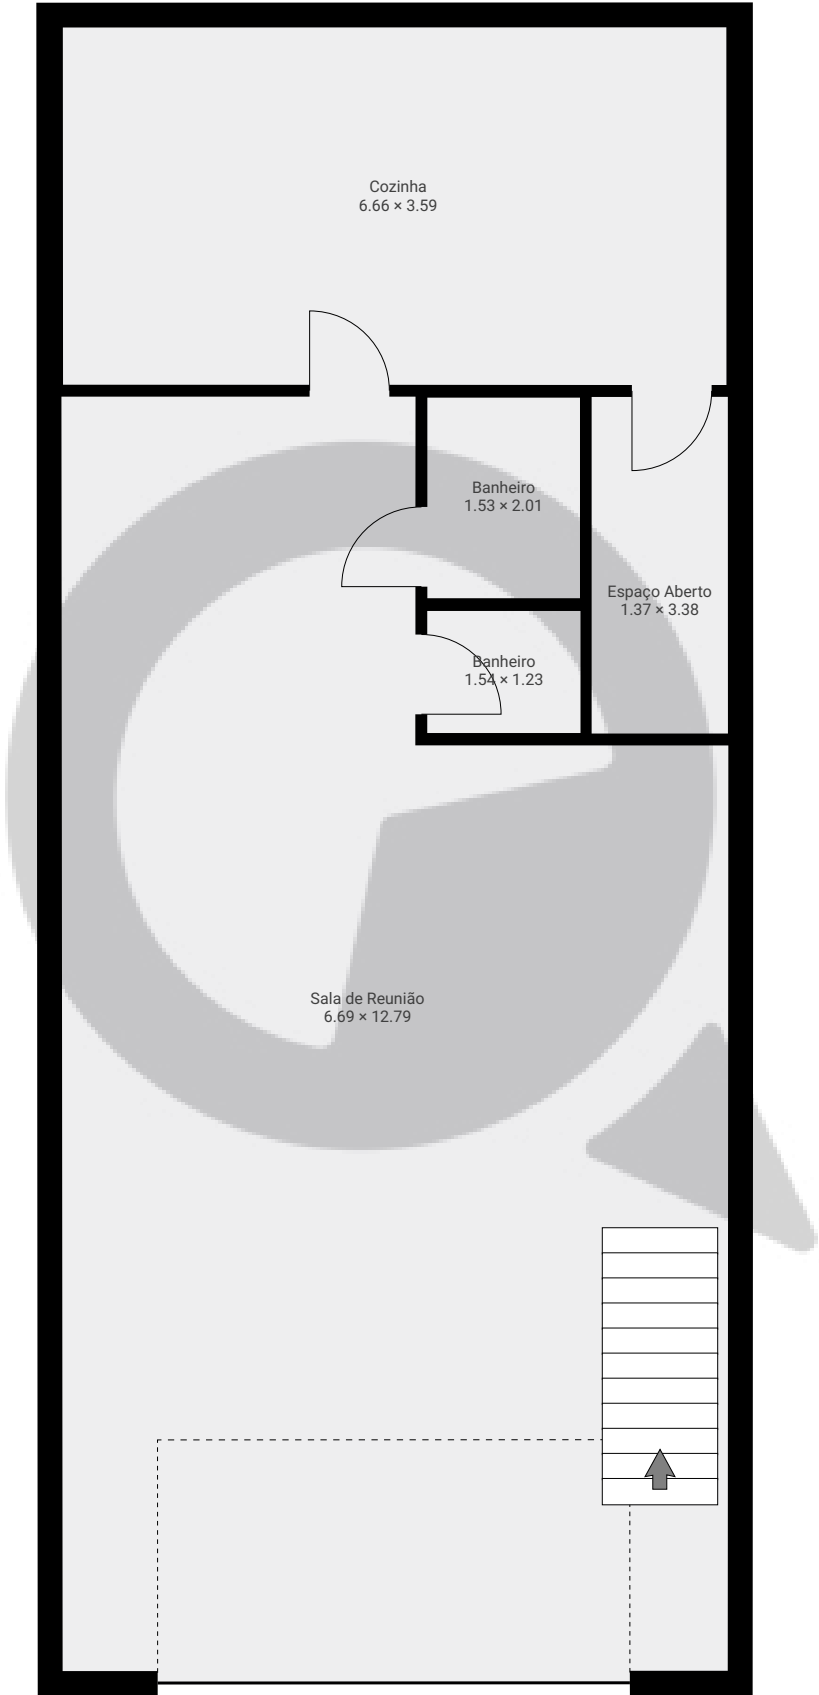 Cozinha
6.66 × 3.59
Banheiro
1.53 × 2.01
Espaço Aberto
1.37 × 3.38
Banheiro
1.54 × 1.23
Sala de Reunião
6.69 × 12.79